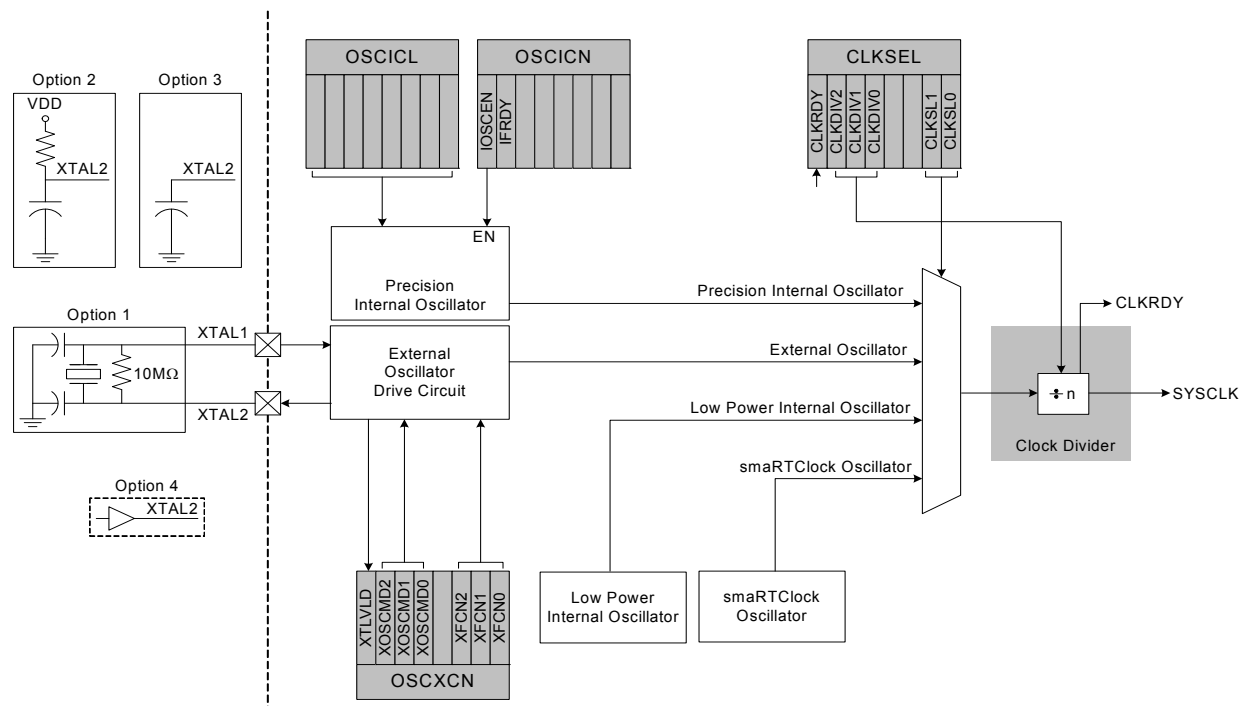 OSCICL
OSCICN
IOSCEN
IFRDY
CLKSEL
CLKRDY
CLKDIV2
CLKDIV1
CLKDIV0
CLKSL1
CLKSL0
Option 2
VDD
XTAL2
Option 3
XTAL2
EN
Precision
Internal Oscillator
Precision Internal Oscillator
CLKRDY
Option 1
XTAL1
10MΩ
XTAL2
External
Oscillator
Drive Circuit
External Oscillator
÷ n
SYSCLK
Low Power Internal Oscillator
Clock Divider
smaRTClock Oscillator
Option 4
XTAL2
XTLVLD
XOSCMD2
XOSCMD1
XOSCMD0
XFCN2
XFCN1
XFCN0
OSCXCN
Low Power
Internal Oscillator
smaRTClock
Oscillator